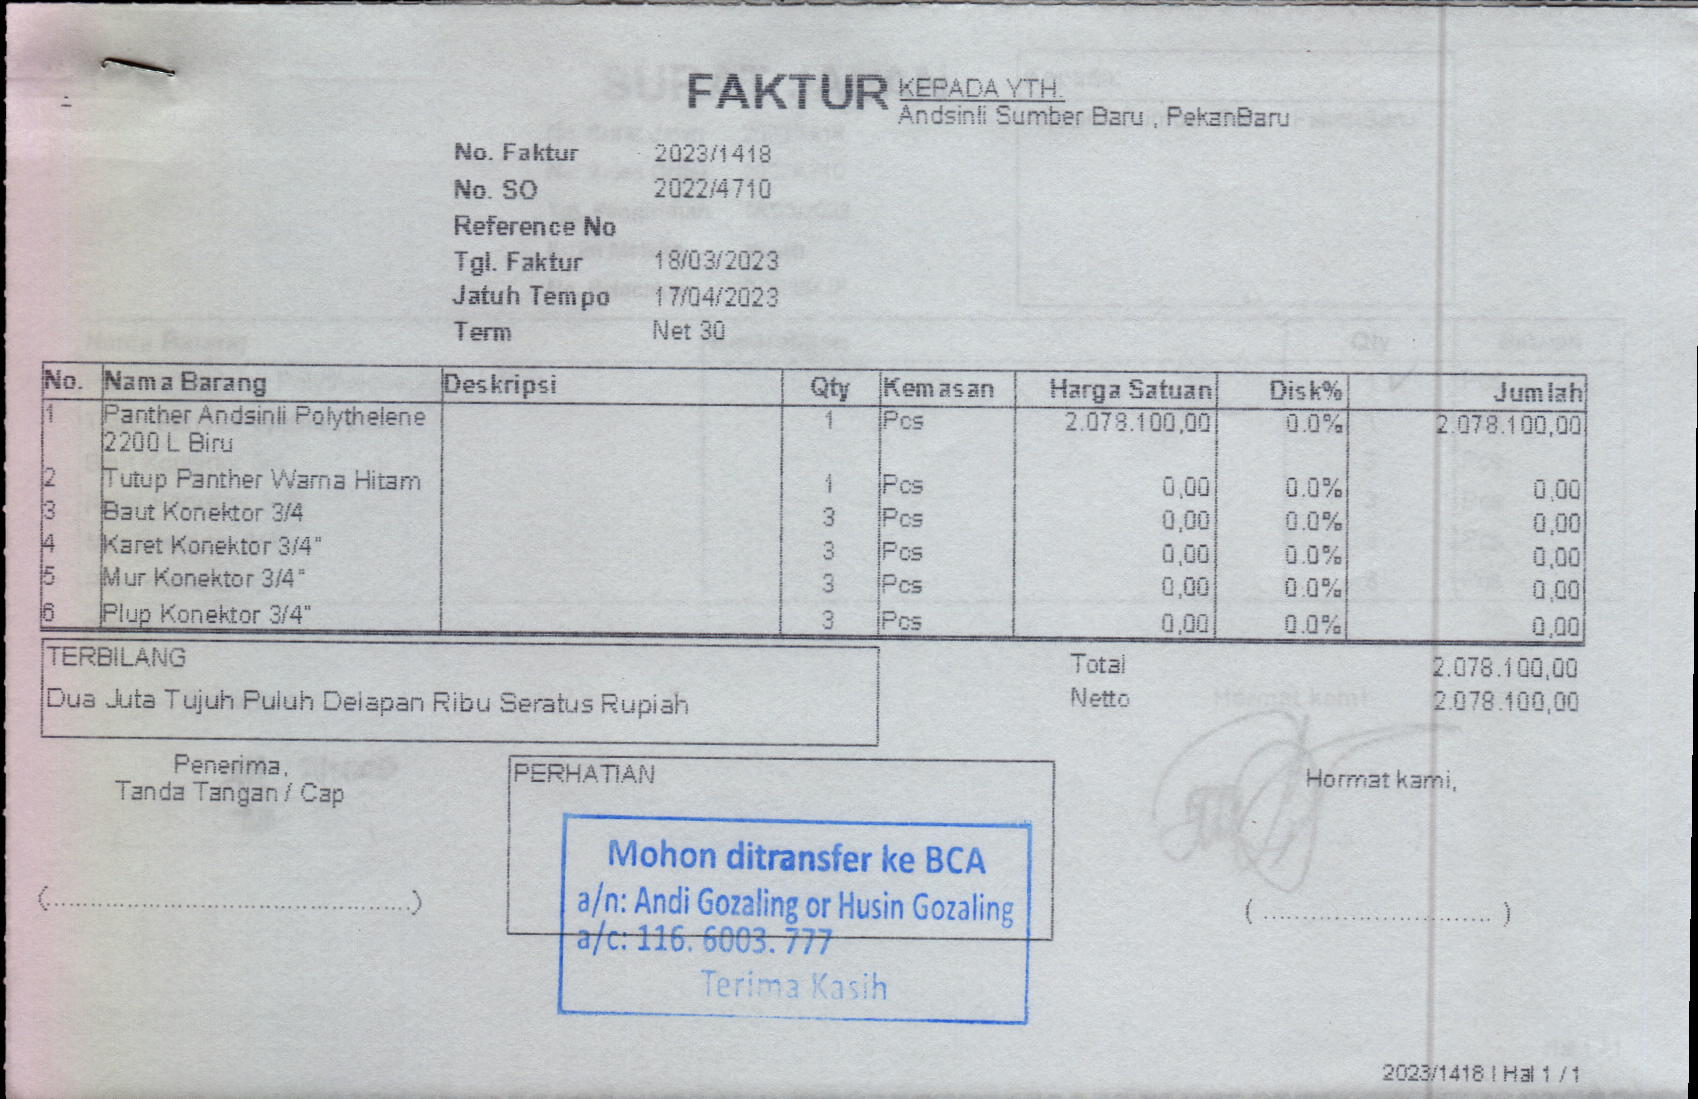 FAKTUR
KEPADA YTH.
Andsinli Sumber Baru , PekanBaru
No. Faktur 2023/1418
No. SO 2022/4710
Reference No
Tgl. Faktur 18/03/2023
Jatuh Tempo 17/04/2023
Term Net 30
No. Nama Barang Deskripsi Qty Kemasan Harga Satuan Disk% Jumlah
1 Panther Andsinli Polythelene 1 Pcs 2.078.100,00 0.0% 2.078.100,00
2200 L Biru
2 Tutup Panther Warna Hitam 1 Pcs 0,00 0.0% 0,00
3 Baut Konektor 3/4 3 Pcs 0,00 0.0% 0,00
4 Karet Konektor 3/4" 3 Pcs 0,00 0.0% 0,00
5 Mur Konektor 3/4" 3 Pcs 0,00 0.0% 0,00
6 Plup Konektor 3/4" 3 Pcs 0,00 0.0% 0,00
TERBILANG
Dua Juta Tujuh Puluh Delapan Ribu Seratus Rupiah
Total 2.078.100,00
Netto 2.078.100,00
Penerima,
Tanda Tangan / Cap
(..........................................)
PERHATIAN
Mohon ditransfer ke BCA
a/n: Andi Gozaling or Husin Gozaling
a/c: 116. 6003. 777
Terima Kasih
Hormat kami,
( ............................ )
2023/1418 | Hal 1 / 1